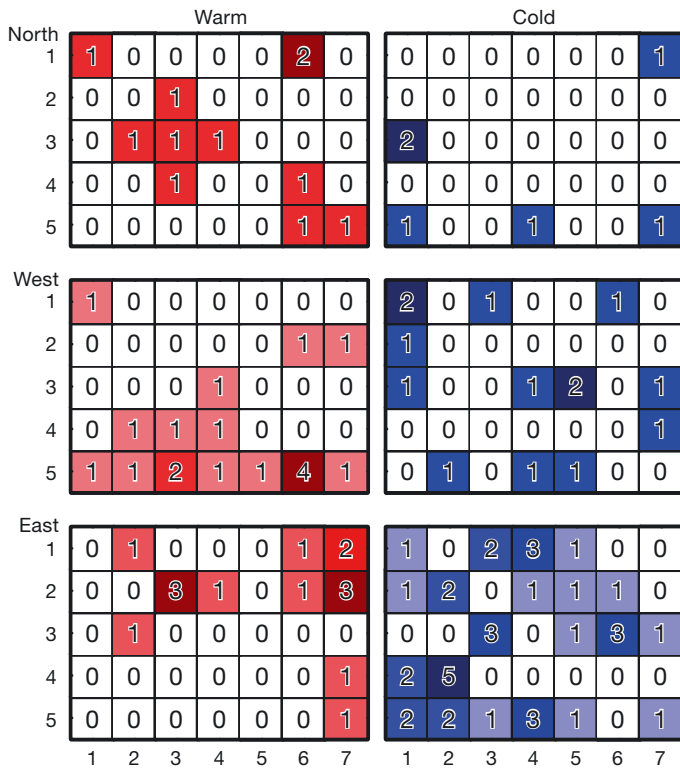 Warm Cold
North
1 1 0 0 0 0 2 0 0 0 0 0 0 0 1
2 0 0 1 0 0 0 0 0 0 0 0 0 0 0
3 0 1 1 1 0 0 0 2 0 0 0 0 0 0
4 0 0 1 0 0 1 0 0 0 0 0 0 0 0
5 0 0 0 0 0 1 1 1 0 0 1 0 0 1
West
1 1 0 0 0 0 0 0 2 0 1 0 0 1 0
2 0 0 0 0 0 1 1 1 0 0 0 0 0 0
3 0 0 0 1 0 0 0 1 0 0 1 2 0 1
4 0 1 1 1 0 0 0 0 0 0 0 0 0 1
5 1 1 2 1 1 4 1 0 1 0 1 1 0 0
East
1 0 1 0 0 0 1 2 1 0 2 3 1 0 0
2 0 0 3 1 0 1 3 1 2 0 1 1 1 0
3 0 1 0 0 0 0 0 0 0 3 0 1 3 1
4 0 0 0 0 0 0 1 2 5 0 0 0 0 0
5 0 0 0 0 0 0 1 2 2 1 3 1 0 1
1 2 3 4 5 6 7 1 2 3 4 5 6 7